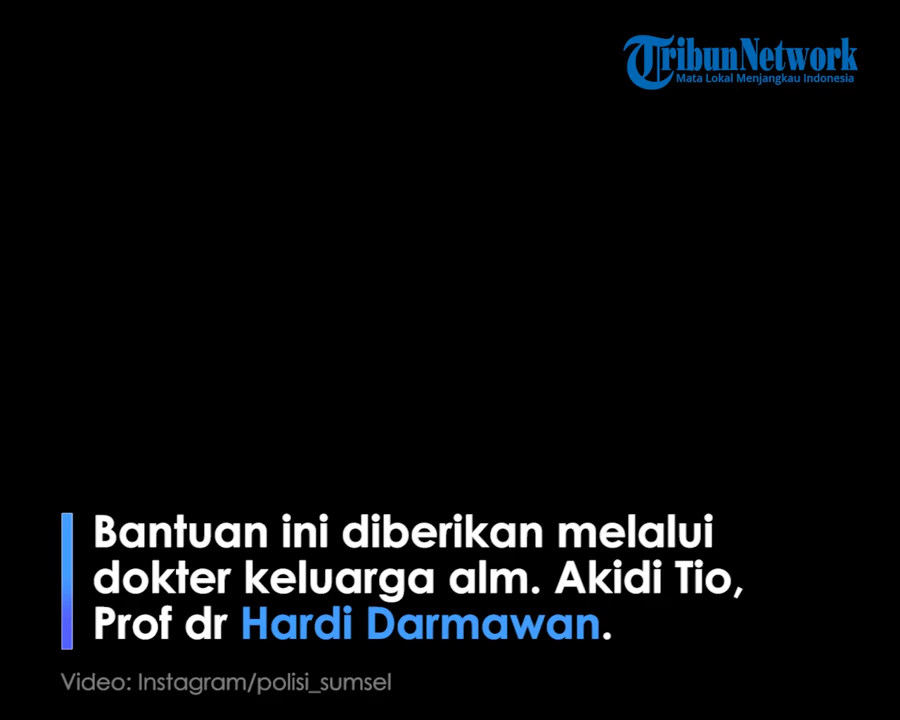 TribunNetwork
Mata Lokal Menjangkau Indonesia
Bantuan ini diberikan melalui
dokter keluarga alm. Akidi Tio,
Prof dr Hardi Darmawan.
Video: Instagram/polisi_sumsel